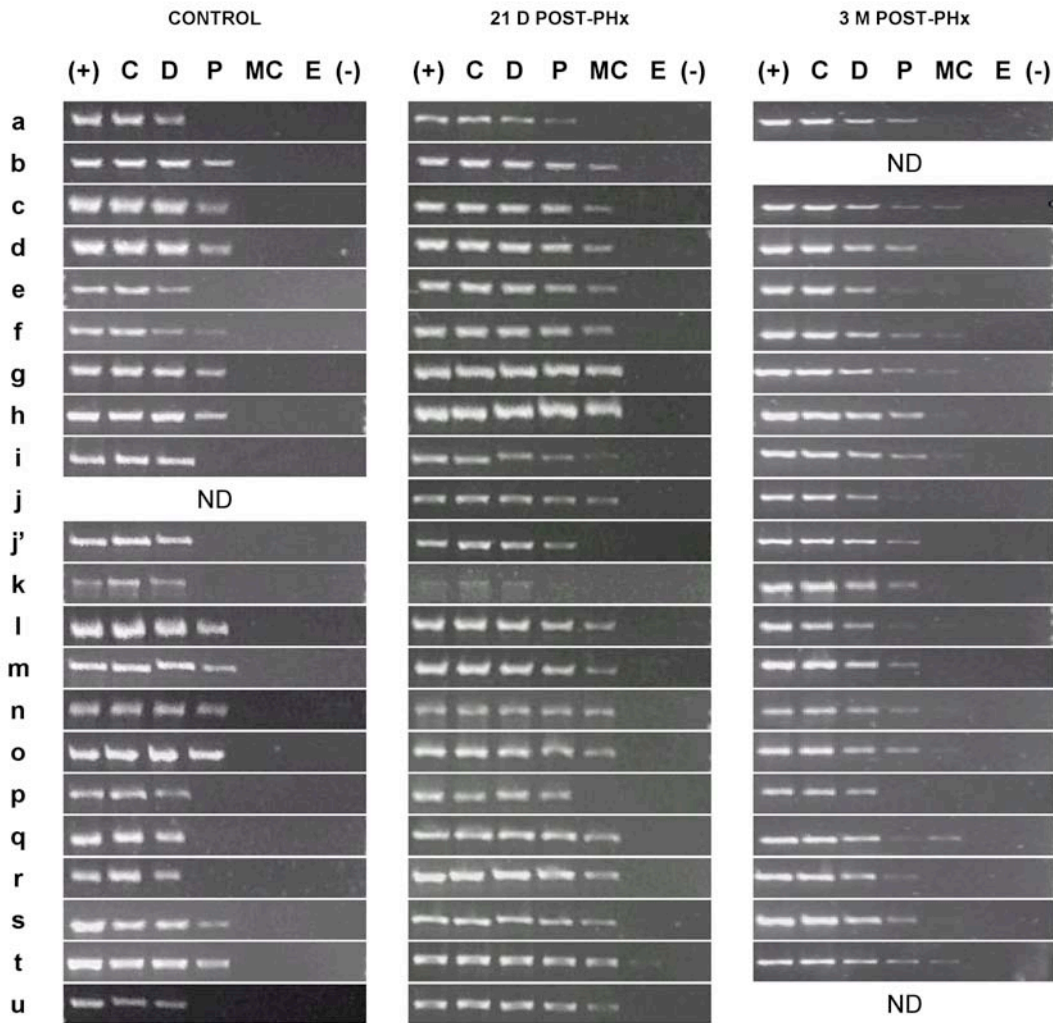 CONTROL 21 D POST-PHx 3 M POST-PHx
(+) C D P MC E (-) (+) C D P MC E (-) (+) C D P MC E (-)
a
b ND
c
d
e
f
g
h
i
j ND
j'
k
l
m
n
o
p
q
r
s
t
u ND